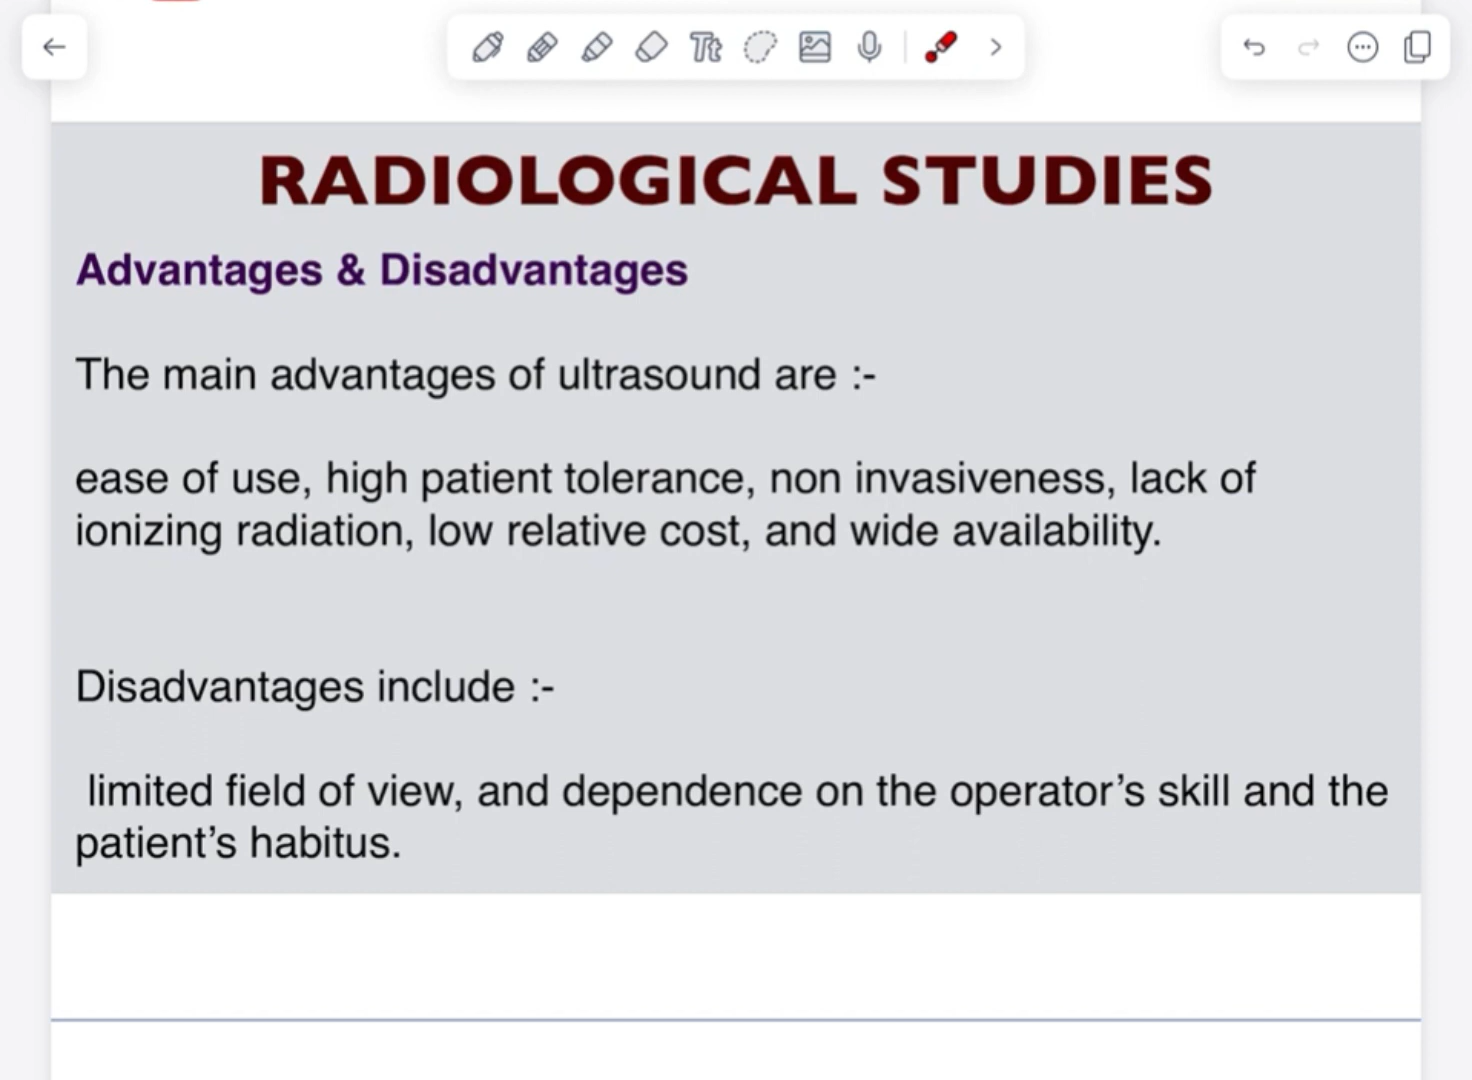 Tt
RADIOLOGICAL STUDIES
Advantages & Disadvantages
The main advantages of ultrasound are :-
ease of use, high patient tolerance, non invasiveness, lack of
ionizing radiation, low relative cost, and wide availability.
Disadvantages include :-
limited field of view, and dependence on the operator’s skill and the
patient’s habitus.